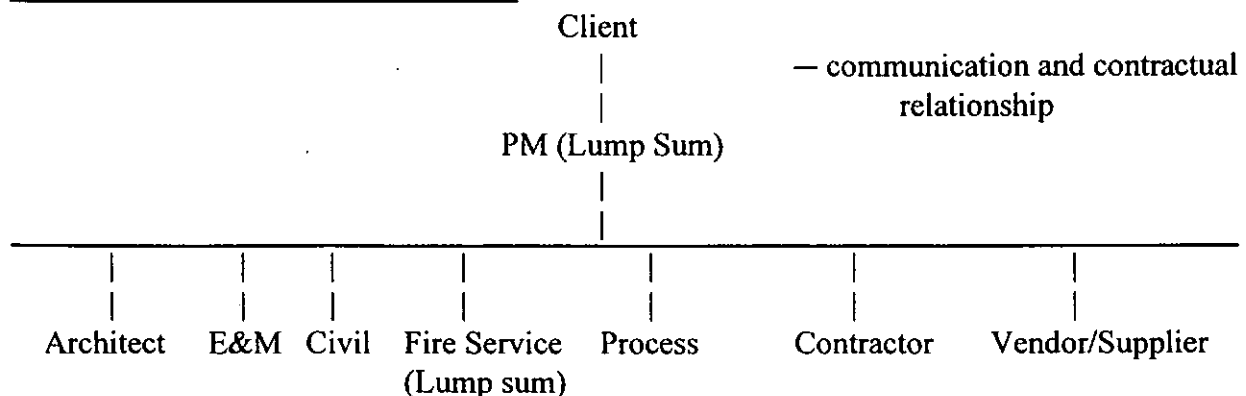 Client
— communication and contractual
relationship
PM (Lump Sum)
Architect E&M Civil Fire Service Process Contractor Vendor/Supplier
(Lump sum)